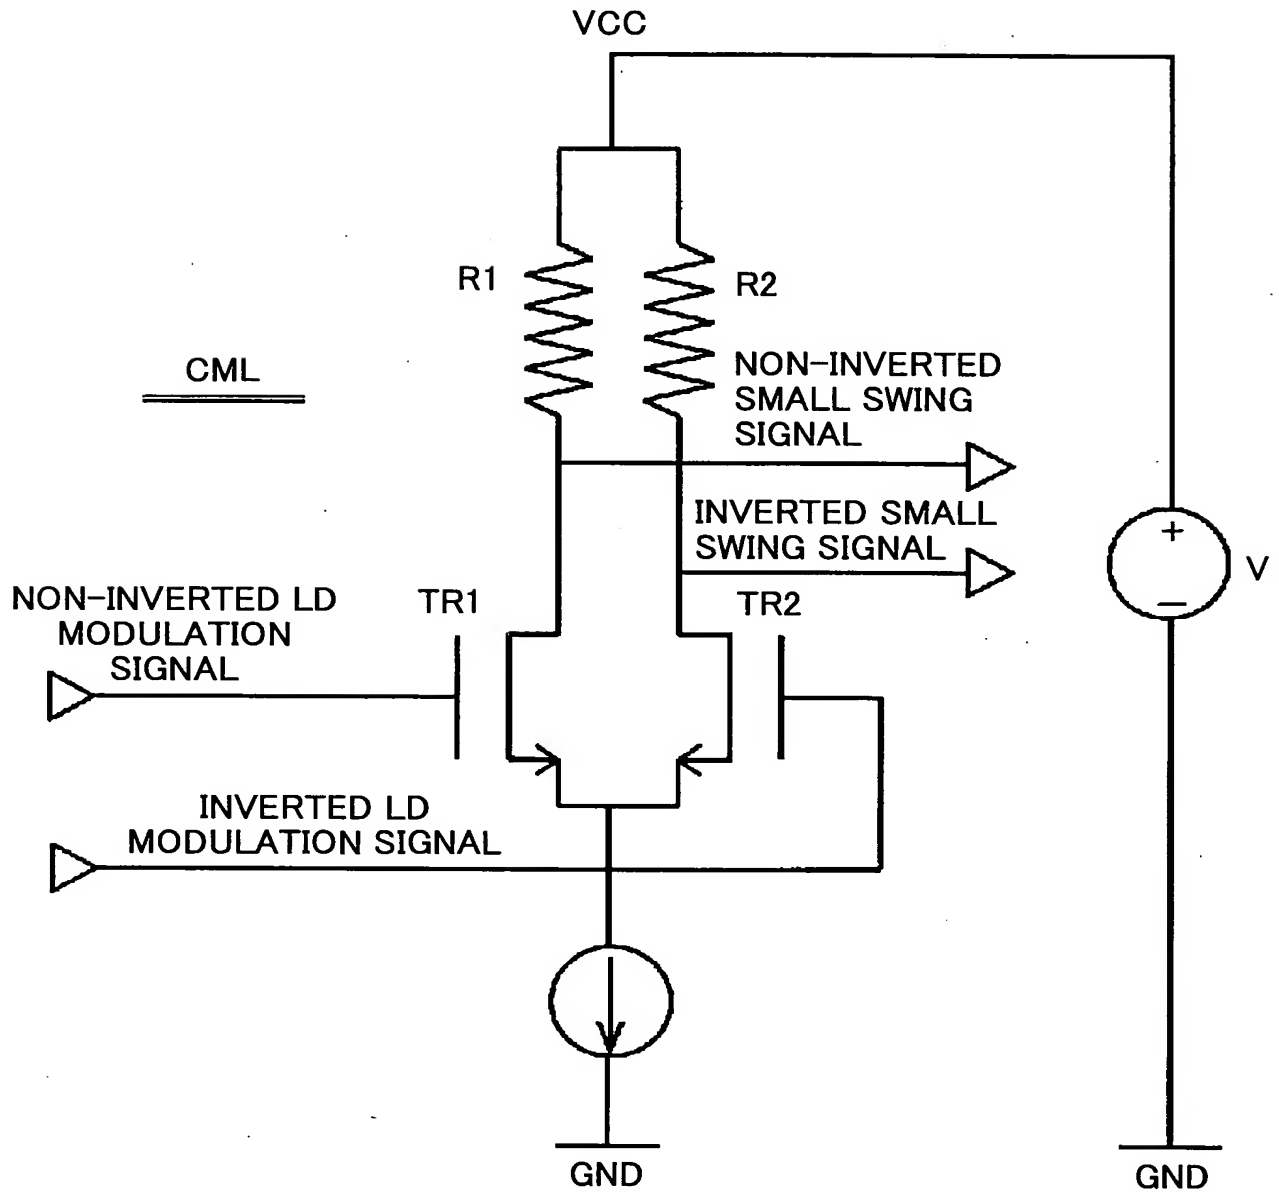 VCC
R1
R2
CML
NON-INVERTED
SMALL SWING
SIGNAL
INVERTED SMALL
SWING SIGNAL
+
−
V
NON-INVERTED LD
MODULATION
SIGNAL
TR1
TR2
INVERTED LD
MODULATION SIGNAL
GND
GND